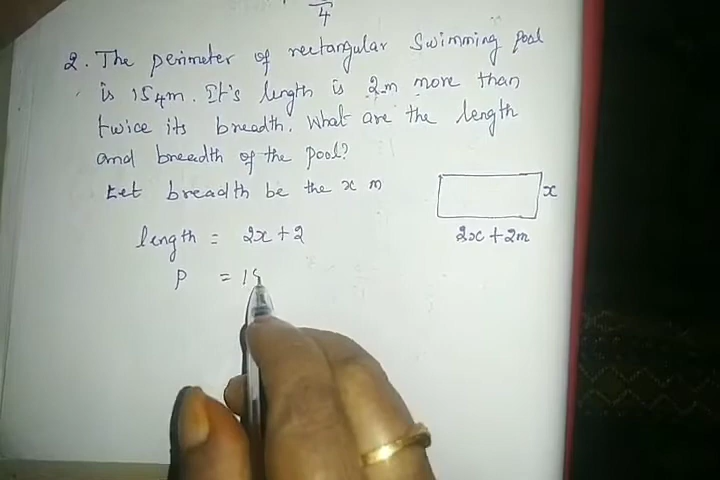 4
2. The perimeter of rectangular Swimming pool
is 154m. It's length is 2m more than
twice its breadth. What are the length
and breadth of the pool?
Let breadth be the x m
x
length = 2x + 2
2x + 2m
P = 15